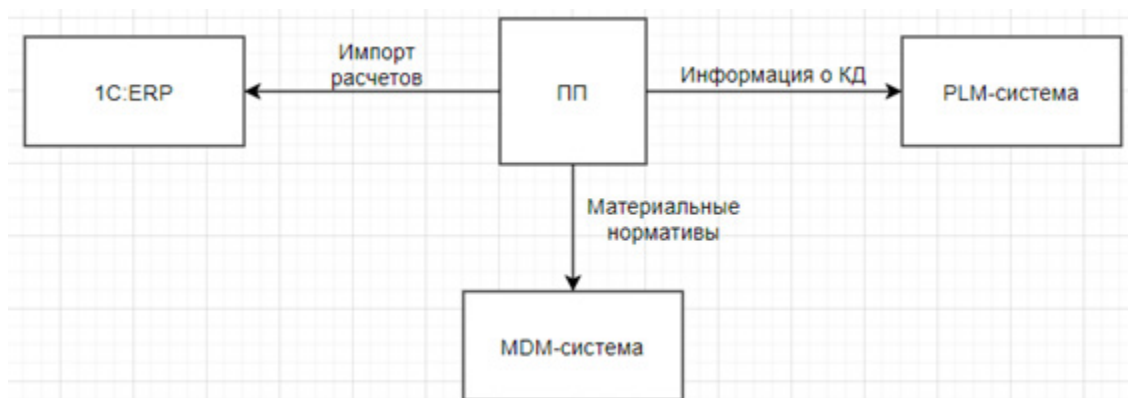 Импорт
расчетов
1С:ERP
ПП
Информация о КД
PLM-система
Материальные
нормативы
MDM-система